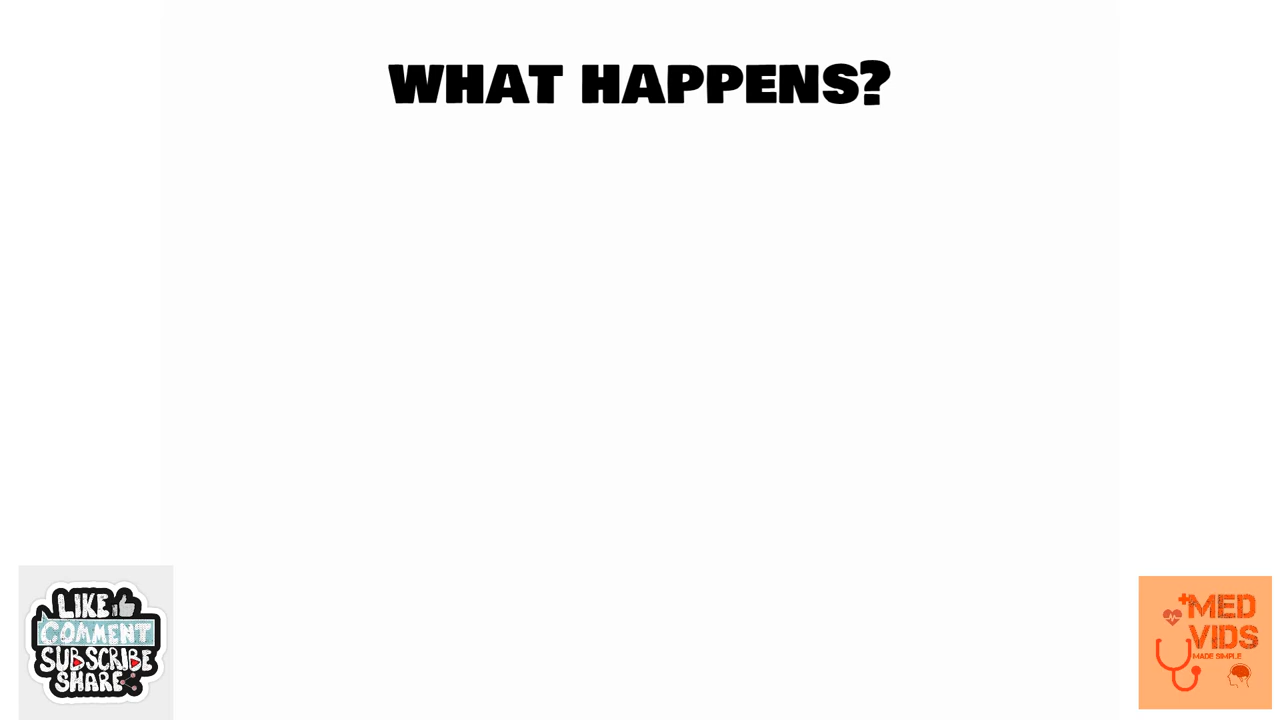 WHAT HAPPENS?
LIKE
COMMENT
SUBSCRIBE
SHARE
MED
VIDS
MADE SIMPLE